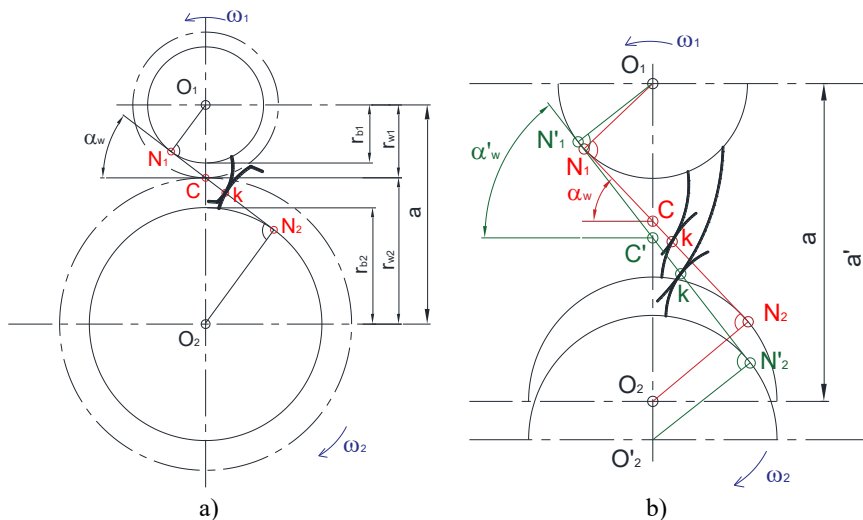 ω1
O1
αw
N1
rb1
rw1
C
k
a
N2
rb2
rw2
O2
ω2
a)
ω1
O1
N'1
N1
α'w
αw
C
k
C'
a
a'
k
N2
N'2
O2
O'2
ω2
b)